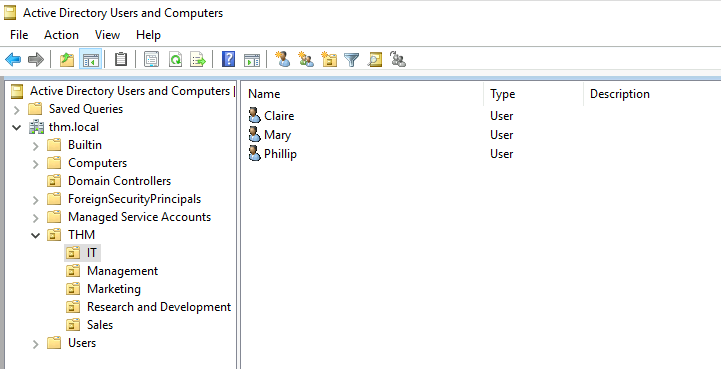 Active Directory Users and Computers
File Action View Help
Active Directory Users and Computers
Saved Queries
thm.local
Builtin
Computers
Domain Controllers
ForeignSecurityPrincipals
Managed Service Accounts
THM
IT
Management
Marketing
Research and Development
Sales
Users
Name Type Description
Claire User
Mary User
Phillip User